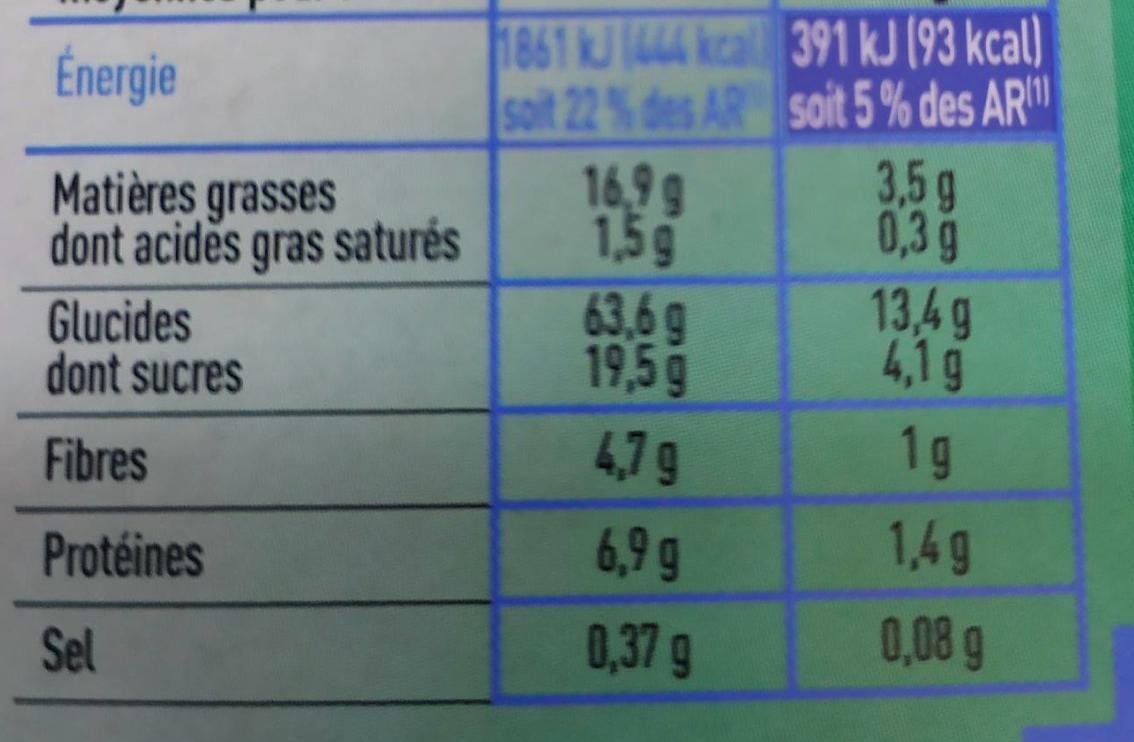 Énergie
1861 kJ (444 kcal) 391 kJ (93 kcal)
soit 22 % des AR(1) soit 5 % des AR(1)
Matières grasses 16,9 g 3,5 g
dont acides gras saturés 1,5 g 0,3 g
Glucides 63,6 g 13,4 g
dont sucres 19,5 g 4,1 g
Fibres 4,7 g 1 g
Protéines 6,9 g 1,4 g
Sel 0,37 g 0,08 g